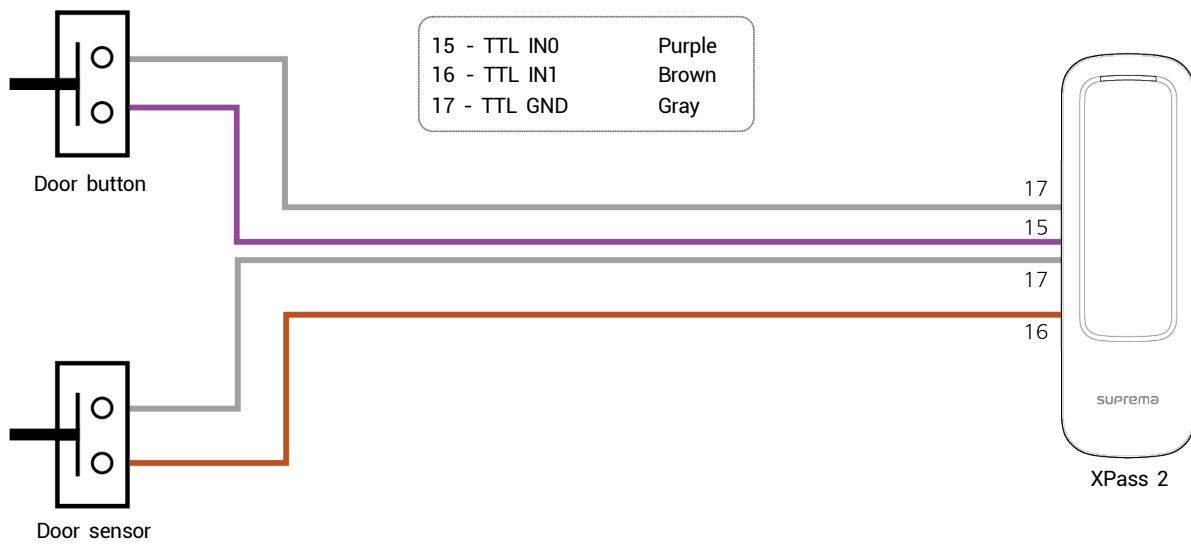 15 - TTL IN0 Purple
16 - TTL IN1 Brown
17 - TTL GND Gray
Door button
17
15
17
16
suprema
XPass 2
Door sensor